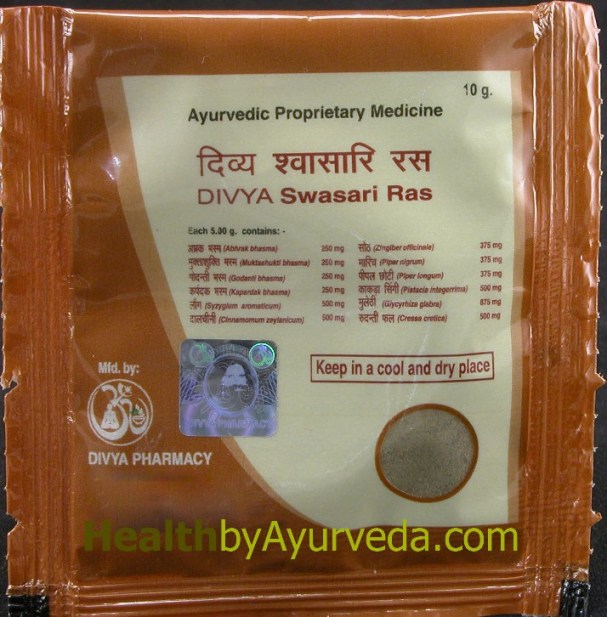 10 g.
Ayurvedic Proprietary Medicine
दिव्य श्वासारि रस
DIVYA Swasari Ras
Each 5.00 g. contains: -
अभ्रक भस्म (Abhrak bhasma) 250 mg
मुक्ताशुक्ति भस्म (Muktashukti bhasma) 250 mg
गोदन्ती भस्म (Godanti bhasma) 250 mg
कर्पदक भस्म (Kapardak bhasma) 250 mg
लौंग (Syzygium aromaticum) 500 mg
दालचीनी (Cinnamomum zeylanicum) 500 mg
सोंठ (Zingiber officinale) 375 mg
मारिच (Piper nigrum) 375 mg
पीपल छोटी (Piper longum) 375 mg
काकडा सिंगी (Pistacia integerrima) 500 mg
मुलेठी (Glycyrrhiza glabra) 875 mg
रूदन्ती फल (Cressa cretica) 500 mg
Keep in a cool and dry place
Mfd. by:
DIVYA PHARMACY
HealthbyAyurveda.com